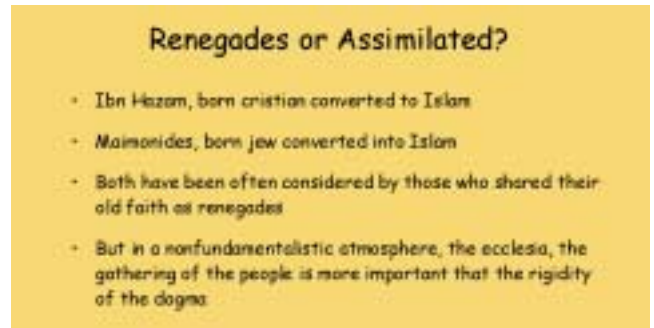 Renegades or Assimilated?
- Ibn Hazam, born cristian converted to Islam
- Maimonides, born jew converted into Islam
- Both have been often considered by those who shared their
old faith as renegades
- But in a nonfundamentalistic atmosphere, the ecclesia, the
gathering of the people is more important that the rigidity
of the dogma